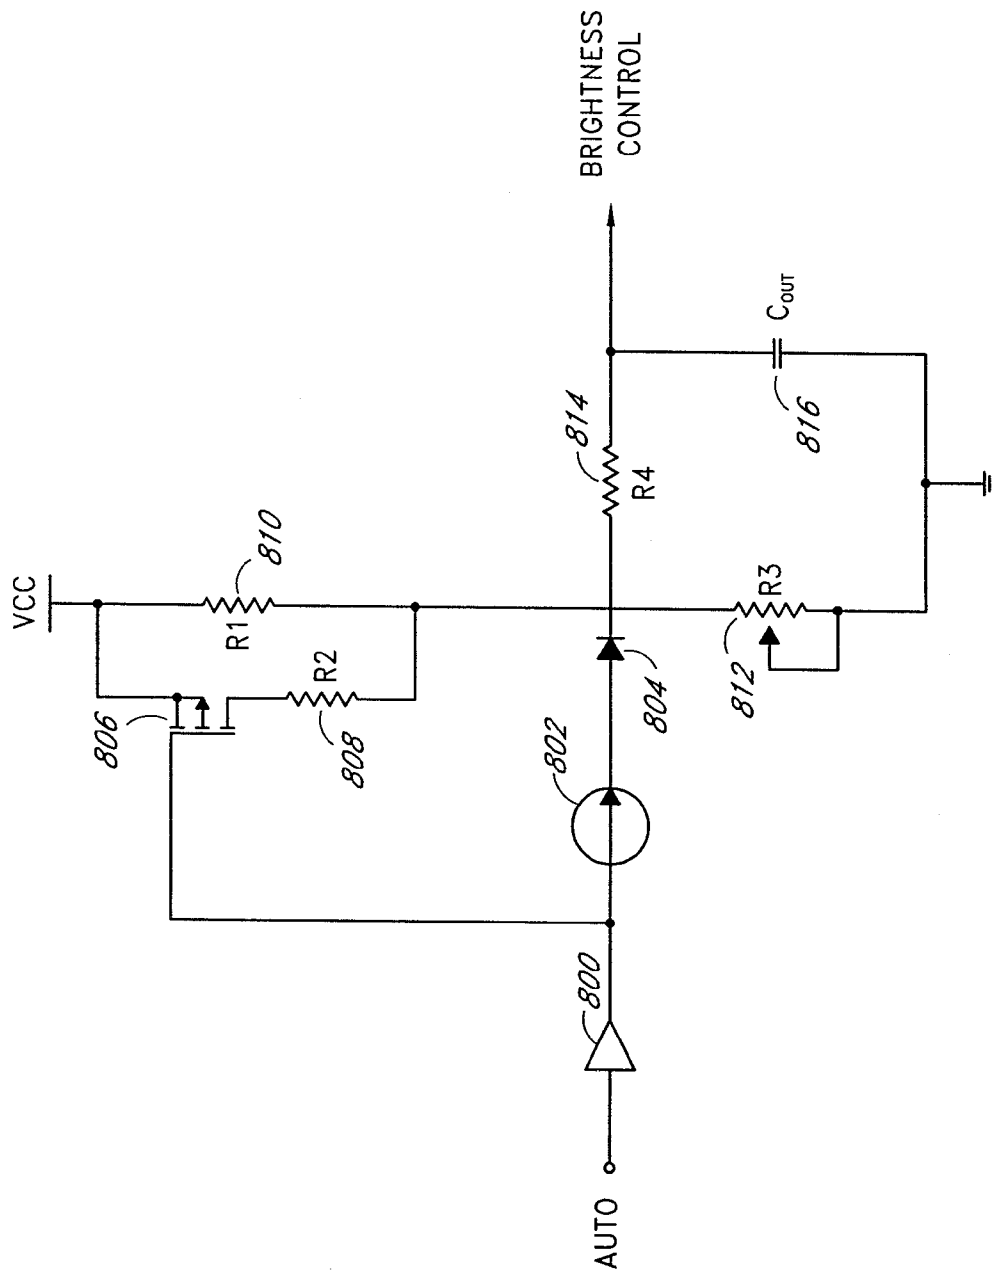 VCC
806
R1
810
R2
808
AUTO
800
802
804
814
R4
BRIGHTNESS
CONTROL
812
R3
816
COUT